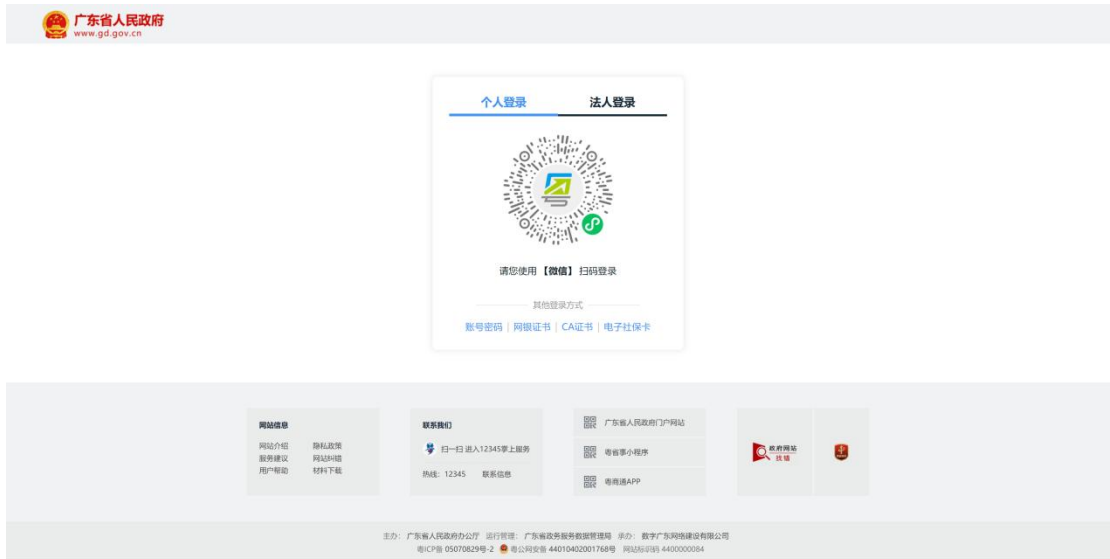 广东省人民政府
www.gd.gov.cn
个人登录 法人登录
请您使用【微信】扫码登录
其他登录方式
账号密码 | 网银证书 | CA证书 | 电子社保卡
网站信息
网站介绍 隐私政策
服务建议 网站纠错
用户帮助 材料下载
联系我们
扫一扫 进入12345掌上服务
热线：12345 联系信息
广东省人民政府门户网站
粤省事小程序
粤商通APP
政府网站
找错
主办：广东省人民政府办公厅 运行管理：广东省政务服务数据管理局 承办：数字广东网络建设有限公司
粤ICP备 05070829号-2 粤公网安备 44010402001768号 网站标识码 4400000084